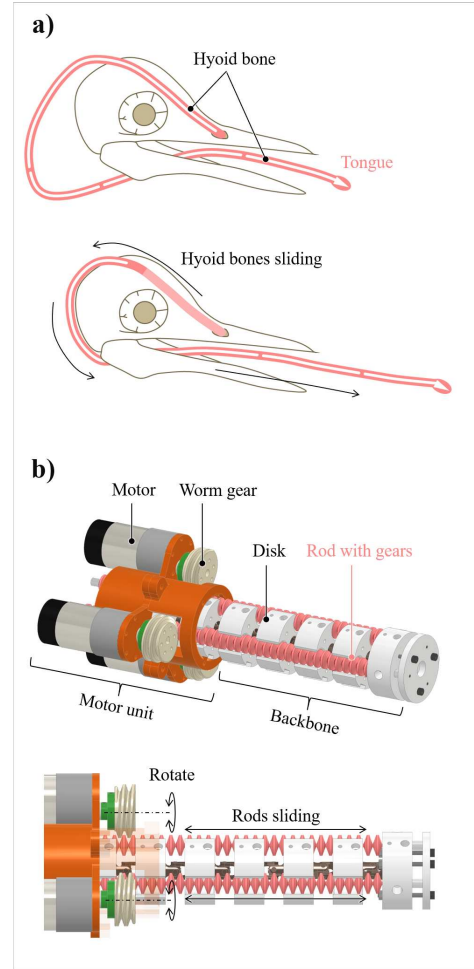 a)
Hyoid bone
Tongue
Hyoid bones sliding
b)
Motor
Worm gear
Disk
Rod with gears
Motor unit
Backbone
Rotate
Rods sliding